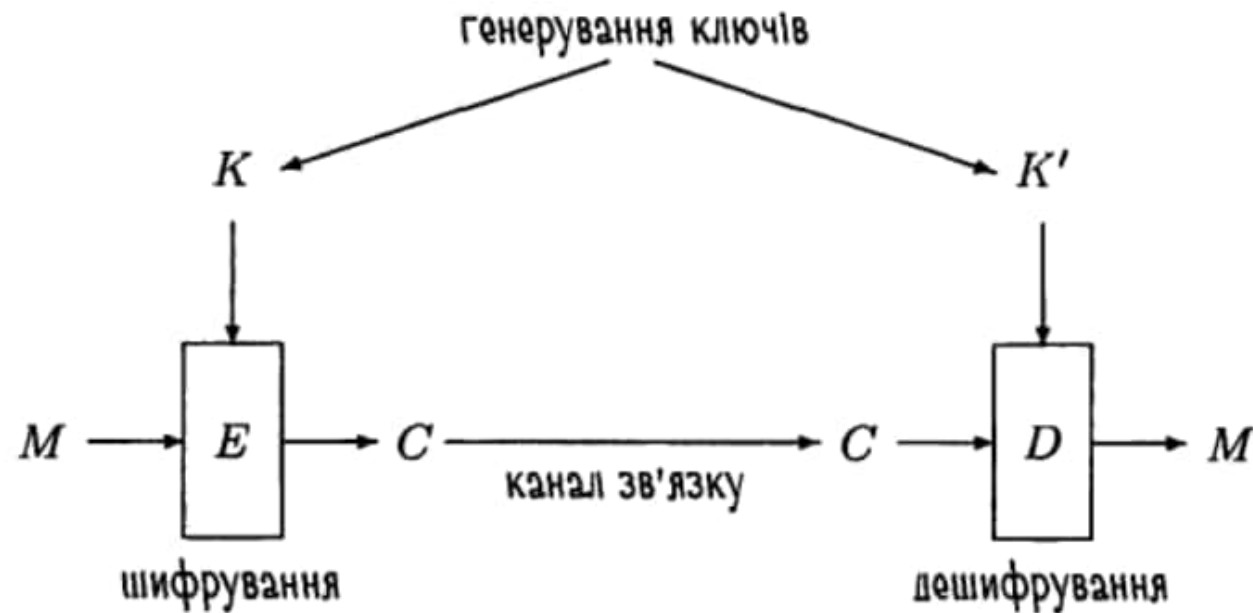 генерування ключів
K K′
M E C C D M
канал зв'язку
шифрування дешифрування